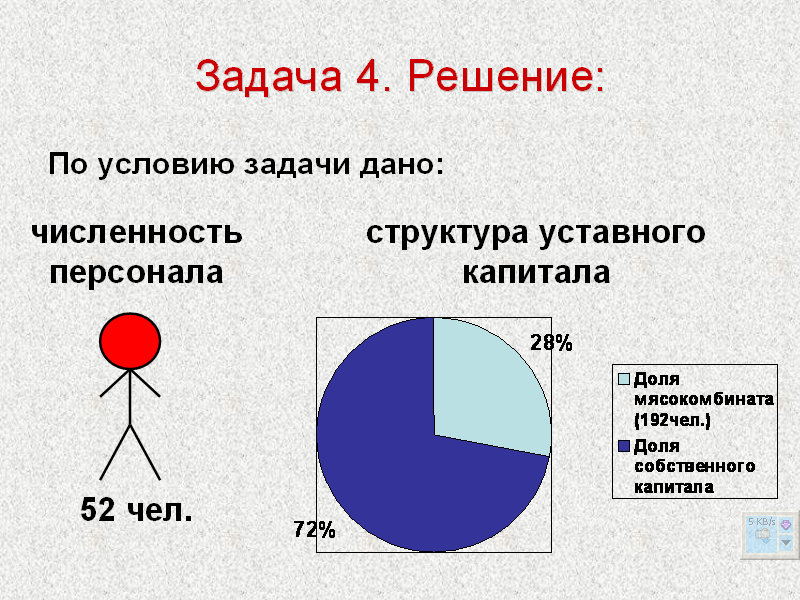 Задача 4. Решение:
По условию задачи дано:
численность
персонала
структура уставного
капитала
28%
Доля
мясокомбината
(192чел.)
Доля
собственного
капитала
52 чел.
72%
5 KB/s